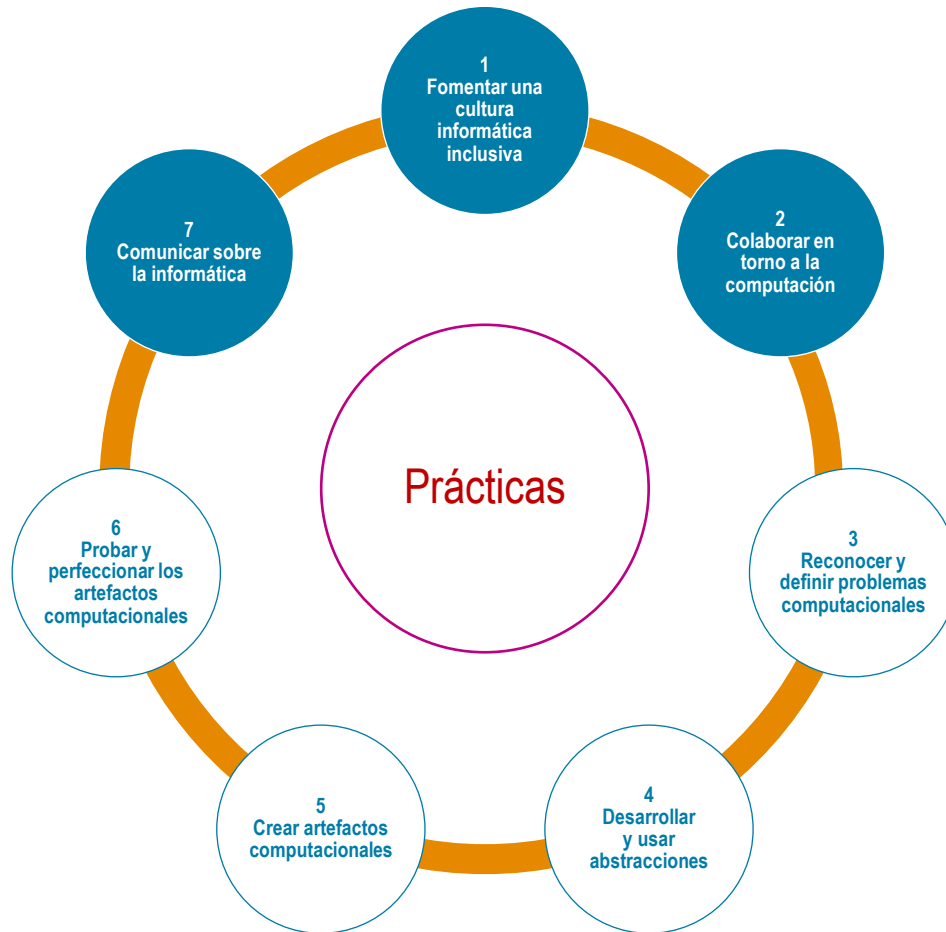 1
Fomentar una
cultura
informática
inclusiva
2
Colaborar en
torno a la
computación
3
Reconocer y
definir problemas
computacionales
4
Desarrollar
y usar
abstracciones
5
Crear artefactos
computacionales
6
Probar y
perfeccionar los
artefactos
computacionales
7
Comunicar sobre
la informática
Prácticas